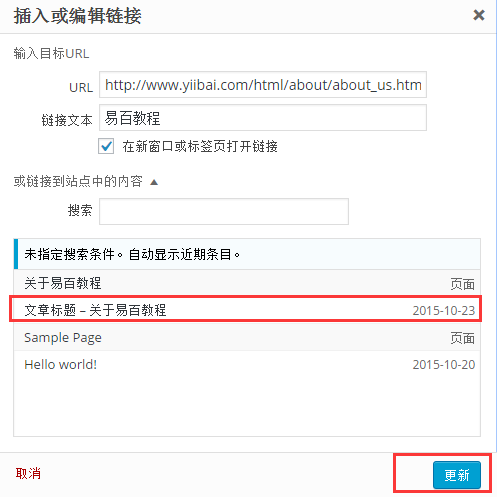 插入或编辑链接
输入目标URL
URL http://www.yiibai.com/html/about/about_us.htm
链接文本 易百教程
在新窗口或标签页打开链接
或链接到站点中的内容 ▲
搜索
未指定搜索条件。自动显示近期条目。
关于易百教程 页面
文章标题 – 关于易百教程 2015-10-23
Sample Page 页面
Hello world! 2015-10-20
取消 更新